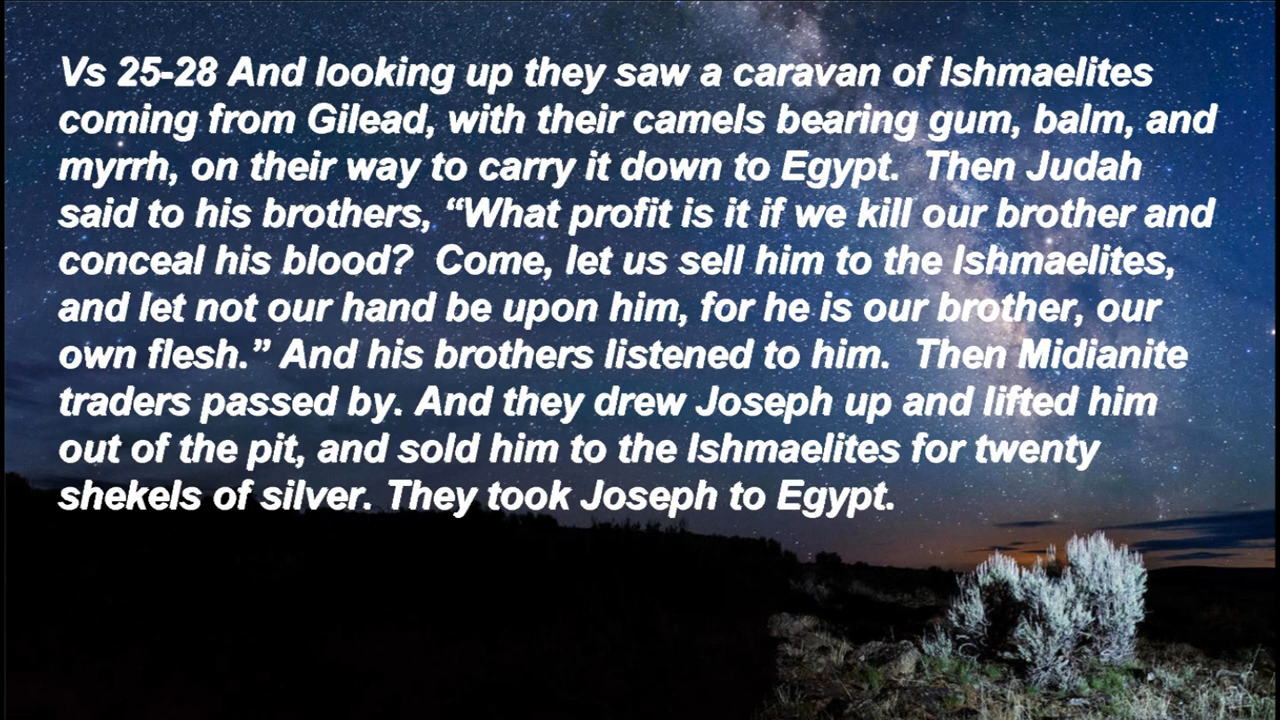 Vs 25-28 And looking up they saw a caravan of Ishmaelites
coming from Gilead, with their camels bearing gum, balm, and
myrrh, on their way to carry it down to Egypt.  Then Judah
said to his brothers, “What profit is it if we kill our brother and
conceal his blood?  Come, let us sell him to the Ishmaelites,
and let not our hand be upon him, for he is our brother, our
own flesh.” And his brothers listened to him.  Then Midianite
traders passed by. And they drew Joseph up and lifted him
out of the pit, and sold him to the Ishmaelites for twenty
shekels of silver. They took Joseph to Egypt.